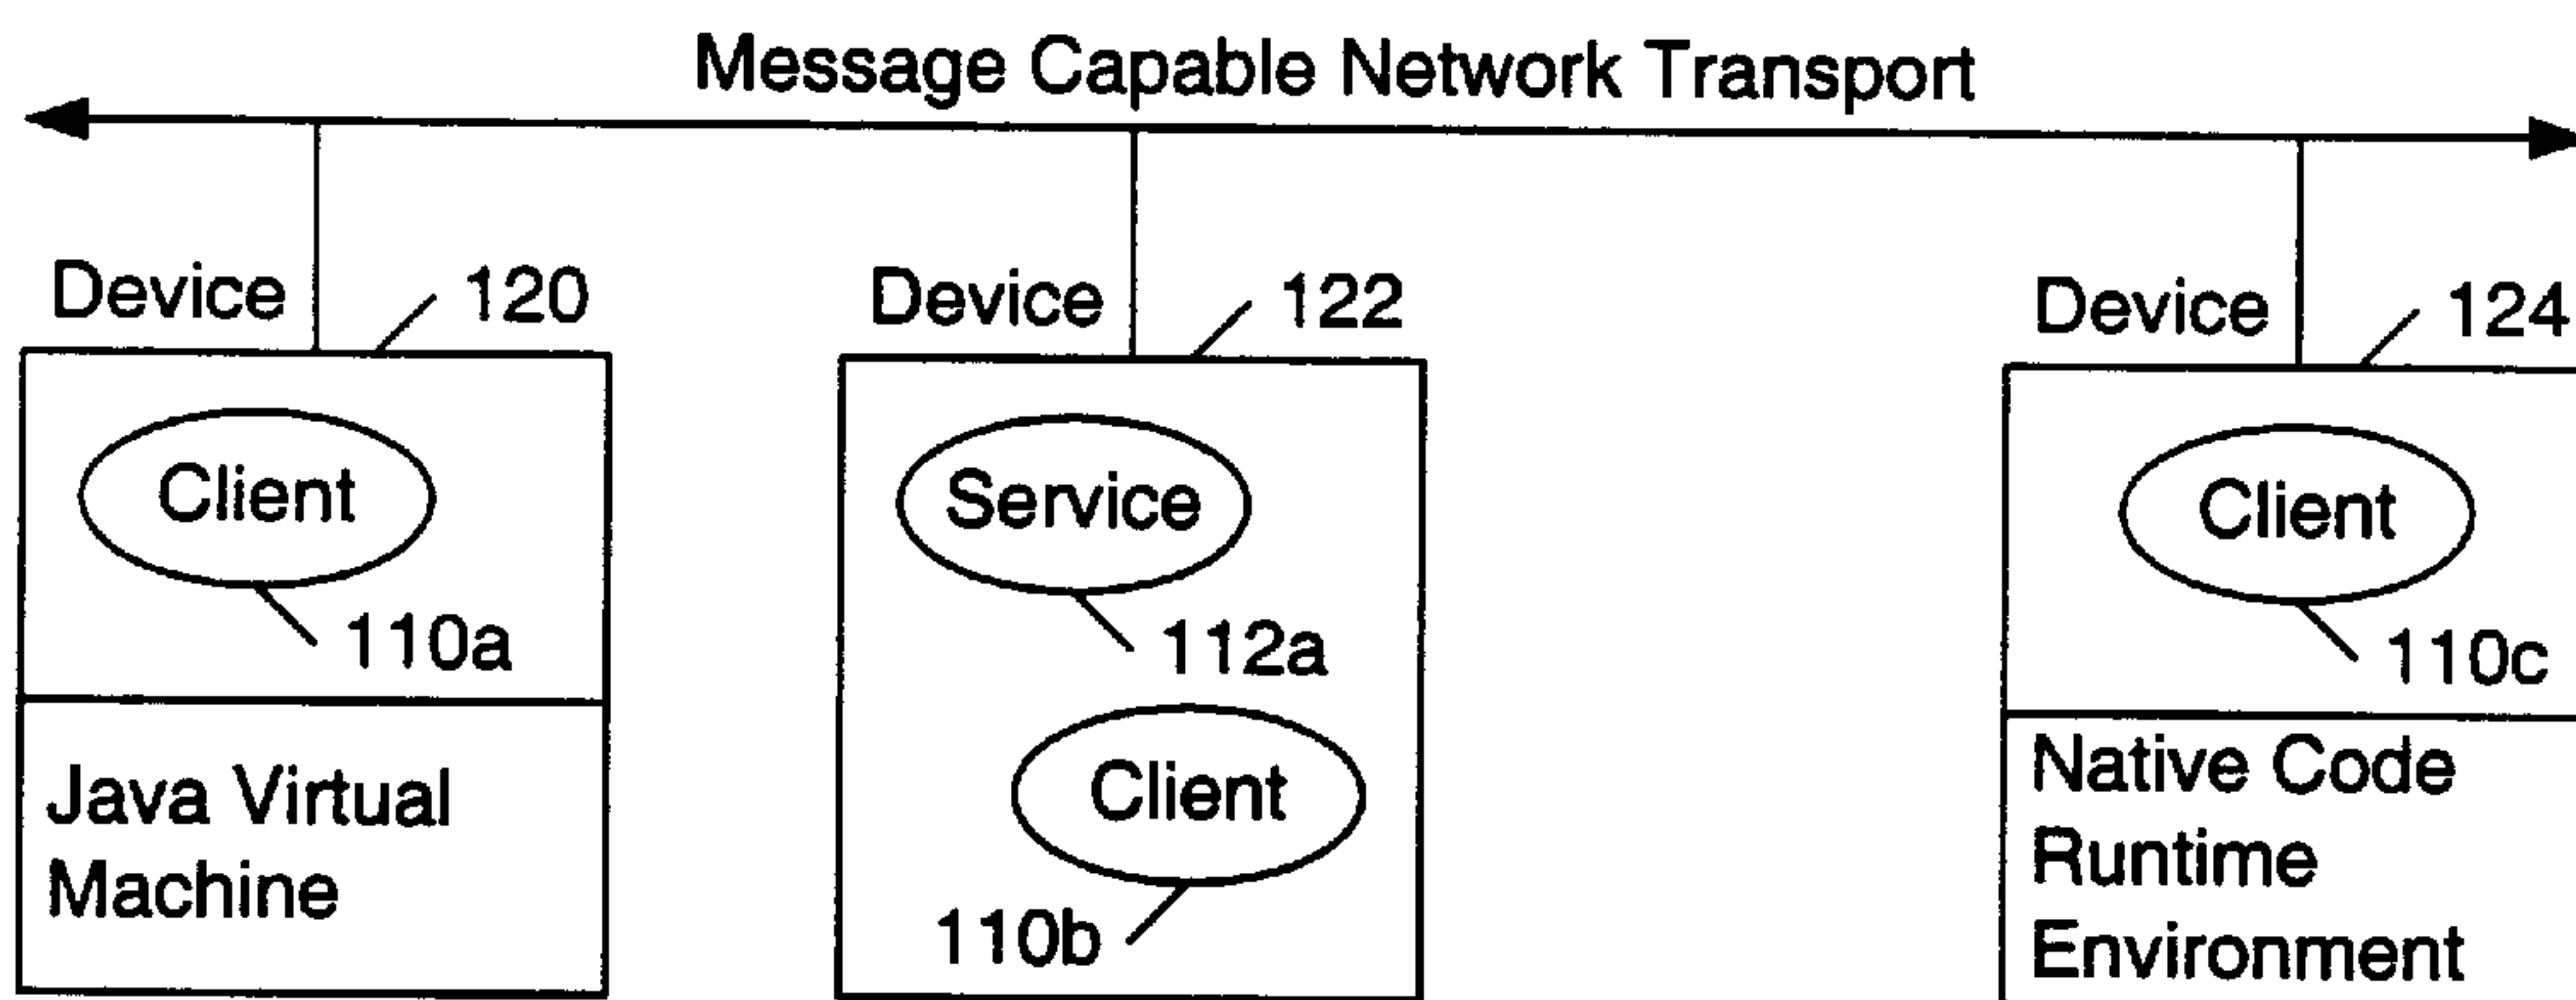 Message Capable Network Transport
Device 120
Device 122
Device 124
Client
Service
Client
110a
112a
110c
Java Virtual
Machine
Client
110b
Native Code
Runtime
Environment